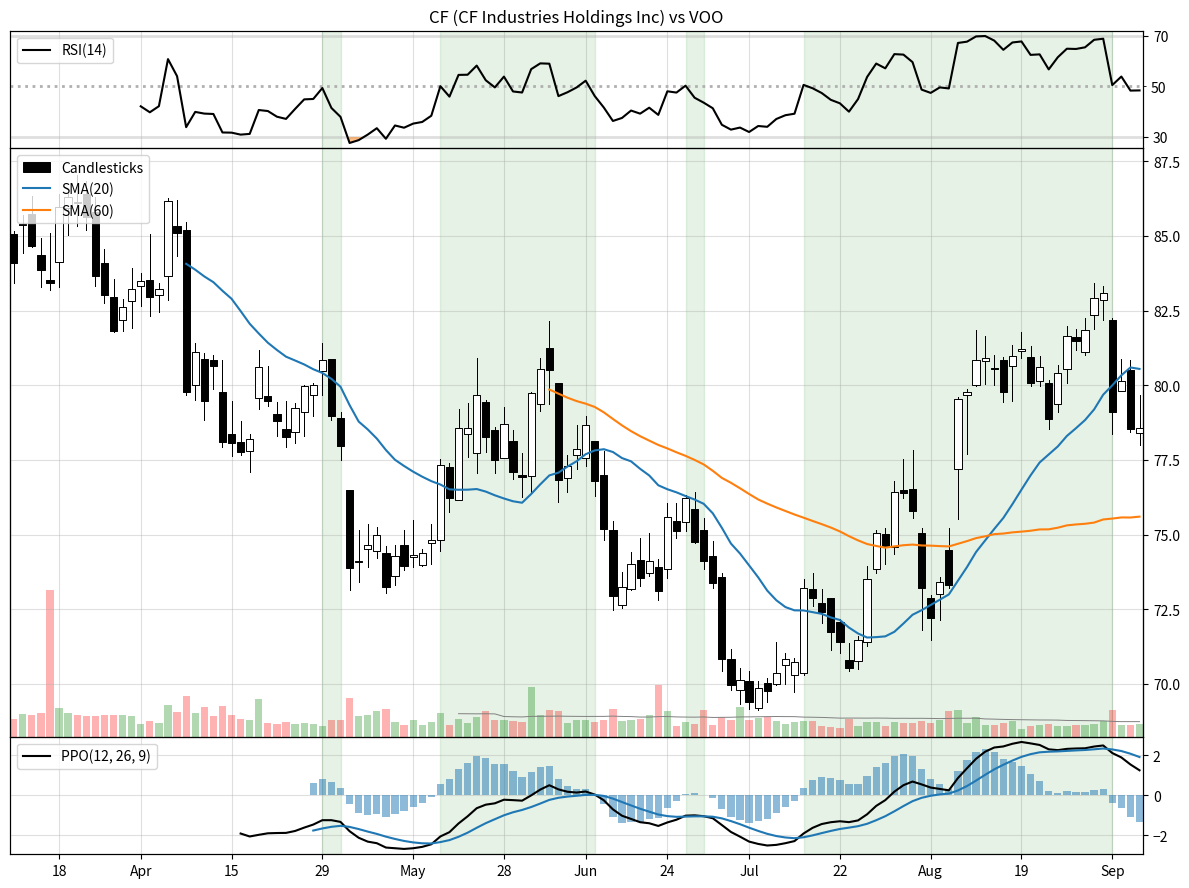 CF (CF Industries Holdings Inc) vs VOO
RSI(14)
70
50
30
Candlesticks
SMA(20)
SMA(60)
87.5
85.0
82.5
80.0
77.5
75.0
72.5
70.0
PPO(12, 26, 9)
2
0
−2
18 Apr 15 29 May 28 Jun 24 Jul 22 Aug 19 Sep